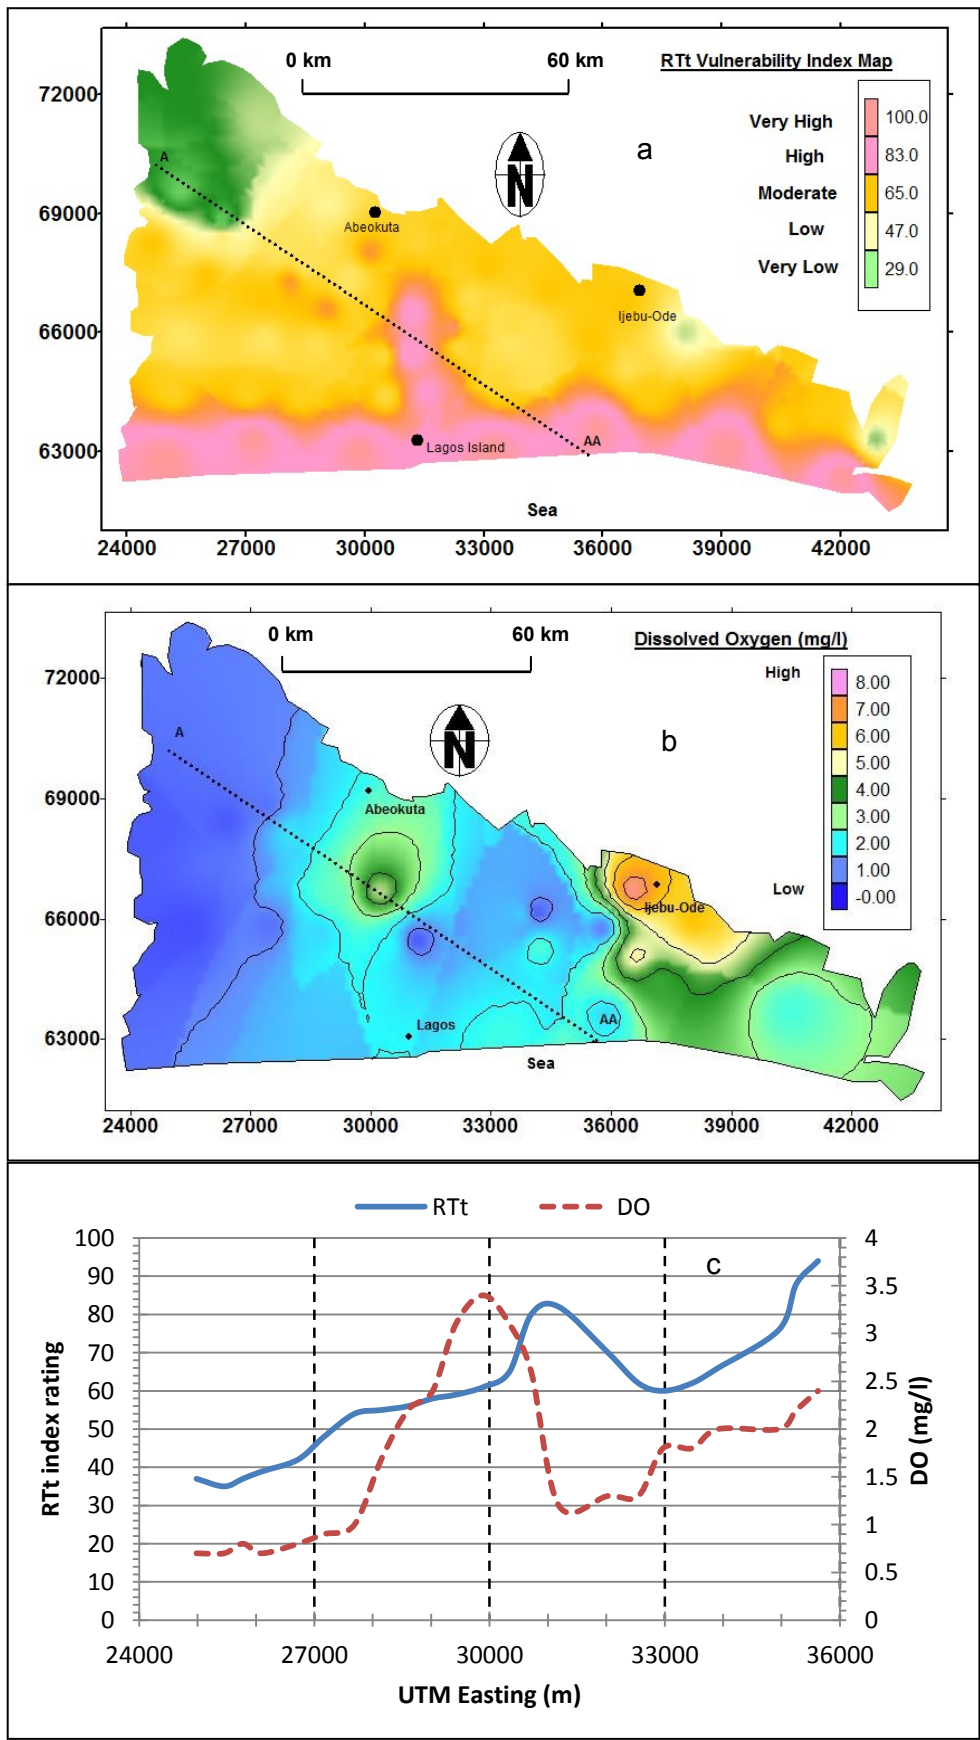 0 km 60 km
RTt Vulnerability Index Map
a
N
Very High 100.0
High 83.0
Moderate 65.0
Low 47.0
Very Low 29.0
72000
69000
66000
63000
A
Abeokuta
Ijebu-Ode
Lagos Island
AA
Sea
24000 27000 30000 33000 36000 39000 42000
0 km 60 km
Dissolved Oxygen (mg/l)
b
N
High
Low
8.00
7.00
6.00
5.00
4.00
3.00
2.00
1.00
-0.00
72000
69000
66000
63000
A
Abeokuta
Ijebu-Ode
Lagos
AA
Sea
24000 27000 30000 33000 36000 39000 42000
RTt DO
c
RTt index rating
100
90
80
70
60
50
40
30
20
10
0
DO (mg/l)
4
3.5
3
2.5
2
1.5
1
0.5
0
24000 27000 30000 33000 36000
UTM Easting (m)